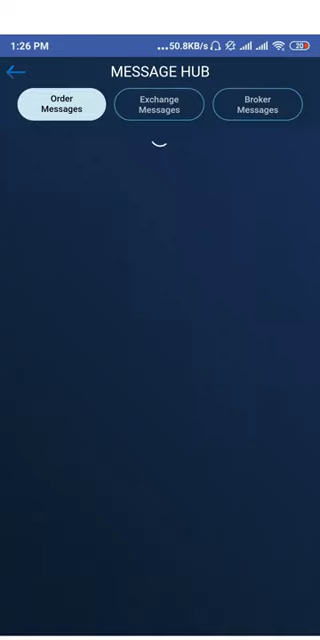 1:26 PM ...50.8KB/s 20
MESSAGE HUB
Order
Messages
Exchange
Messages
Broker
Messages